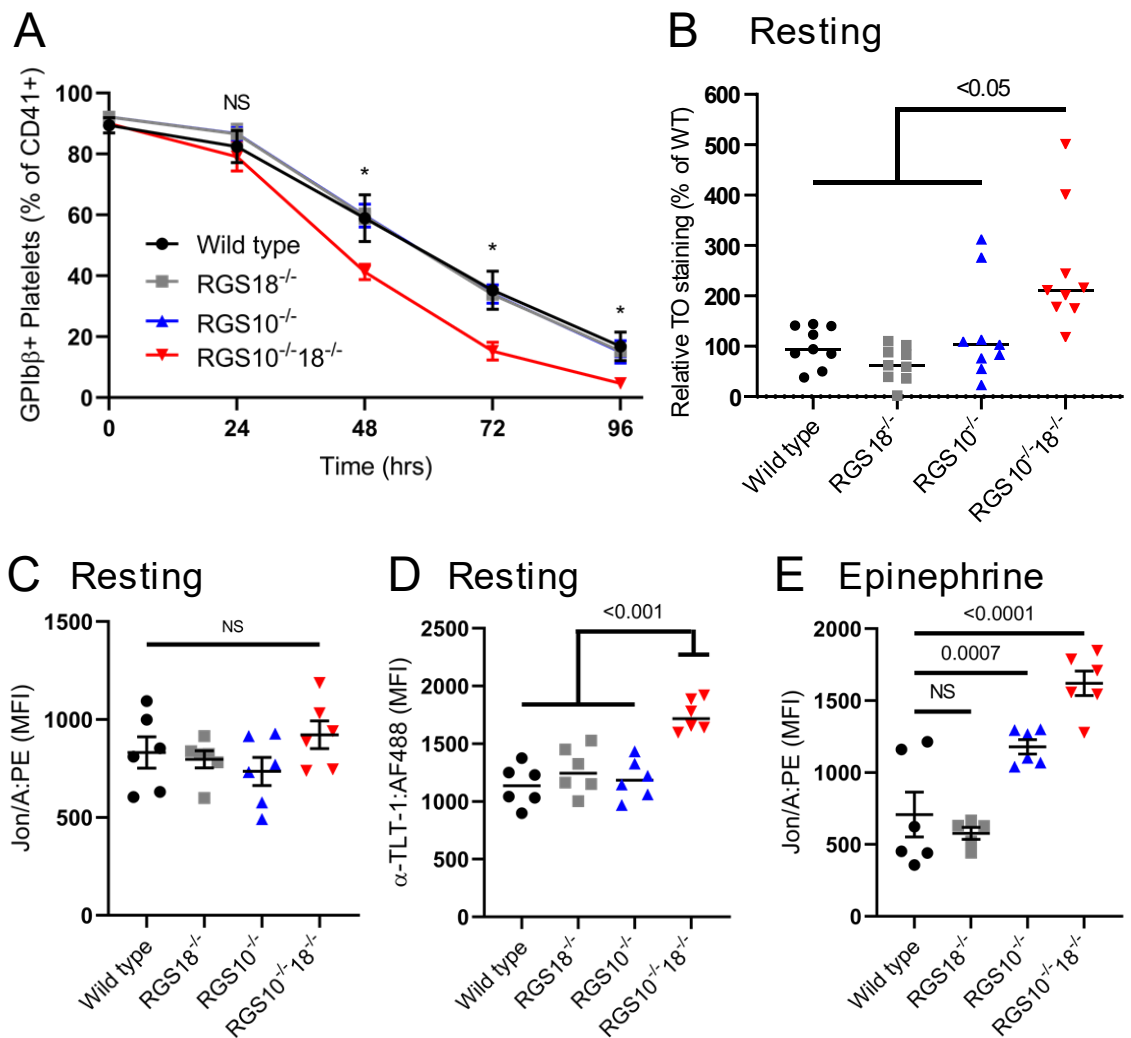 A
GPIbβ+ Platelets (% of CD41+)
100
80
60
40
20
0
NS
*
*
*
Wild type
RGS18-/-
RGS10-/-
RGS10-/-18-/-
0 24 48 72 96
Time (hrs)
B Resting
Relative TO staining (% of WT)
600
500
400
300
200
100
0
<0.05
Wild type
RGS18-/-
RGS10-/-
RGS10-/-18-/-
C Resting
Jon/A:PE (MFI)
1500
1000
500
0
NS
Wild type
RGS18-/-
RGS10-/-
RGS10-/-18-/-
D Resting
α-TLT-1:AF488 (MFI)
2500
2000
1500
1000
500
0
<0.001
Wild type
RGS18-/-
RGS10-/-
RGS10-/-18-/-
E Epinephrine
Jon/A:PE (MFI)
2000
1500
1000
500
0
<0.0001
0.0007
NS
Wild type
RGS18-/-
RGS10-/-
RGS10-/-18-/-